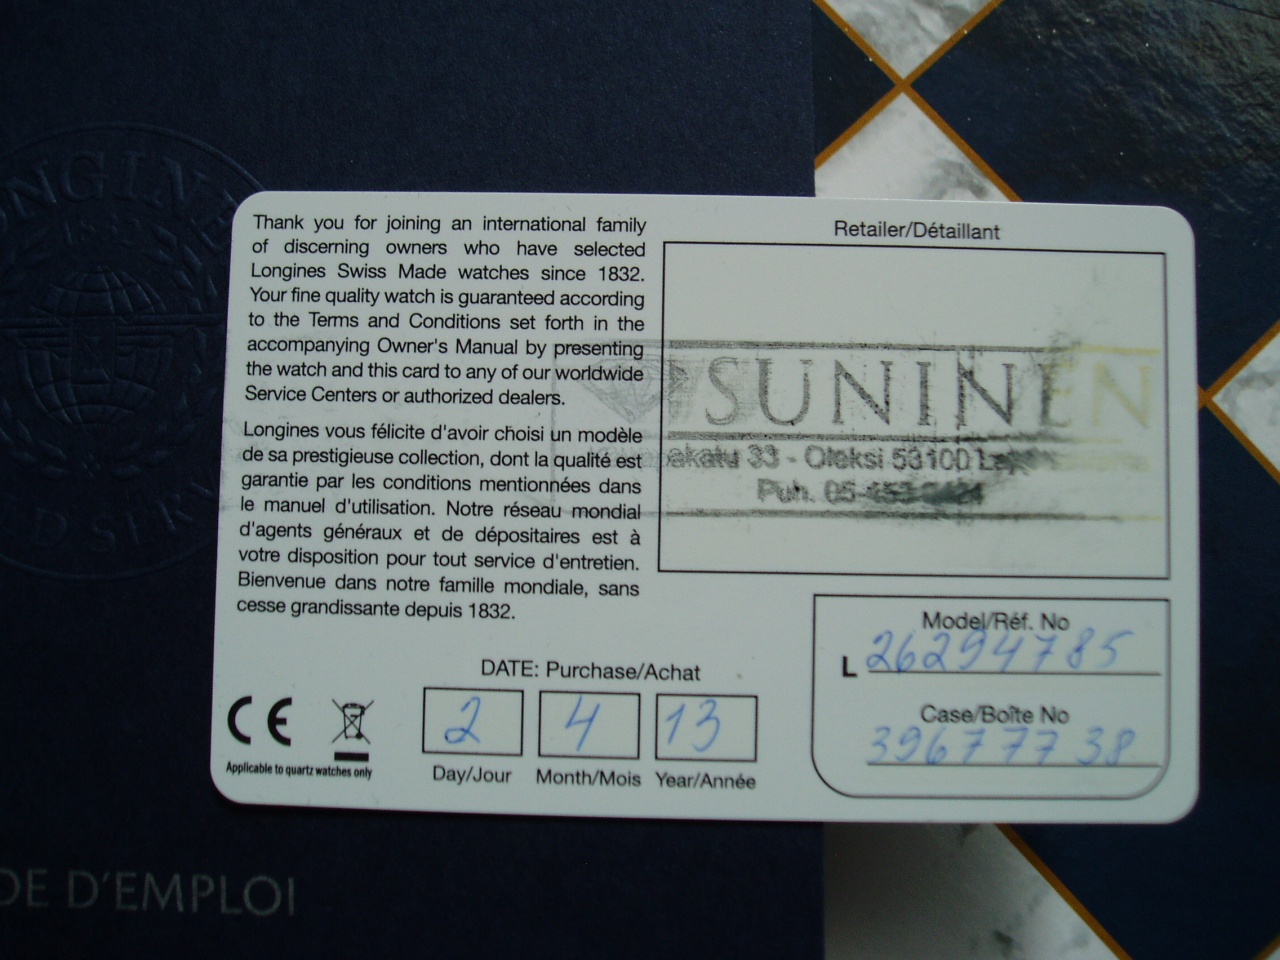 Thank you for joining an international family
of discerning owners who have selected
Longines Swiss Made watches since 1832.
Your fine quality watch is guaranteed according
to the Terms and Conditions set forth in the
accompanying Owner's Manual by presenting
the watch and this card to any of our worldwide
Service Centers or authorized dealers.
Longines vous félicite d'avoir choisi un modèle
de sa prestigieuse collection, dont la qualité est
garantie par les conditions mentionnées dans
le manuel d'utilisation. Notre réseau mondial
d'agents généraux et de dépositaires est à
votre disposition pour tout service d'entretien.
Bienvenue dans notre famille mondiale, sans
cesse grandissante depuis 1832.
Retailer/Détaillant
SUNINEN
33 - Oleksi 53100
Puh. 05-453
Model/Réf. No
L 26294785
Case/Boîte No
39677738
DATE: Purchase/Achat
2 4 13
Day/Jour Month/Mois Year/Année
CE
Applicable to quartz watches only
DE D'EMPLOI